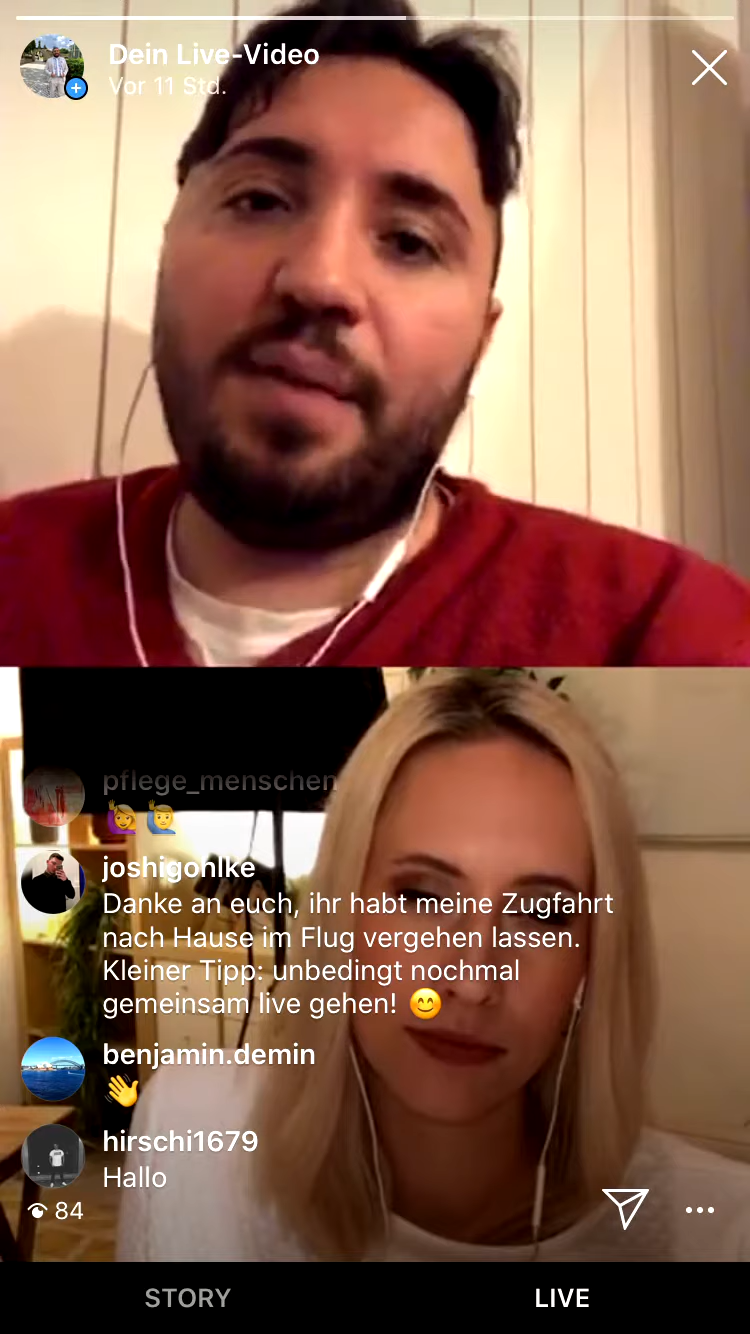 Dein Live-Video
Vor 11 Std.
pflege_menschen
🙋‍♀️🙋‍♂️
joshigohlke
Danke an euch, ihr habt meine Zugfahrt
nach Hause im Flug vergehen lassen.
Kleiner Tipp: unbedingt nochmal
gemeinsam live gehen! 😊
benjamin.demin
👋
hirschi1679
Hallo
84
STORY
LIVE